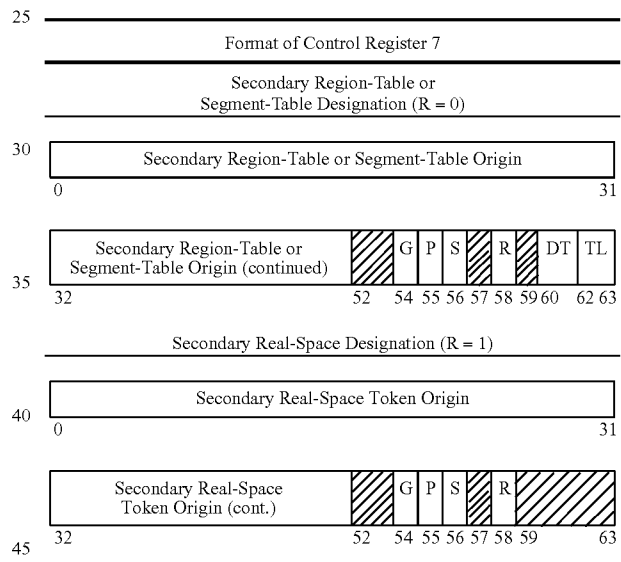 25
Format of Control Register 7
Secondary Region-Table or
Segment-Table Designation (R = 0)
30
Secondary Region-Table or Segment-Table Origin
0 31
Secondary Region-Table or
Segment-Table Origin (continued)
G P S R DT TL
35
32 52 54 55 56 57 58 59 60 62 63
Secondary Real-Space Designation (R = 1)
Secondary Real-Space Token Origin
40
0 31
Secondary Real-Space
Token Origin (cont.)
G P S R
32 52 54 55 56 57 58 59 63
45